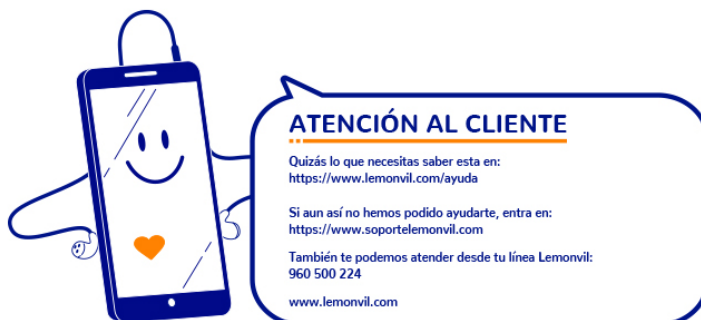 ATENCIÓN AL CLIENTE
Quizás lo que necesitas saber esta en:
https://www.lemonvil.com/ayuda
Si aun así no hemos podido ayudarte, entra en:
https://www.soportelemonvil.com
También te podemos atender desde tu línea Lemonvil:
960 500 224
www.lemonvil.com